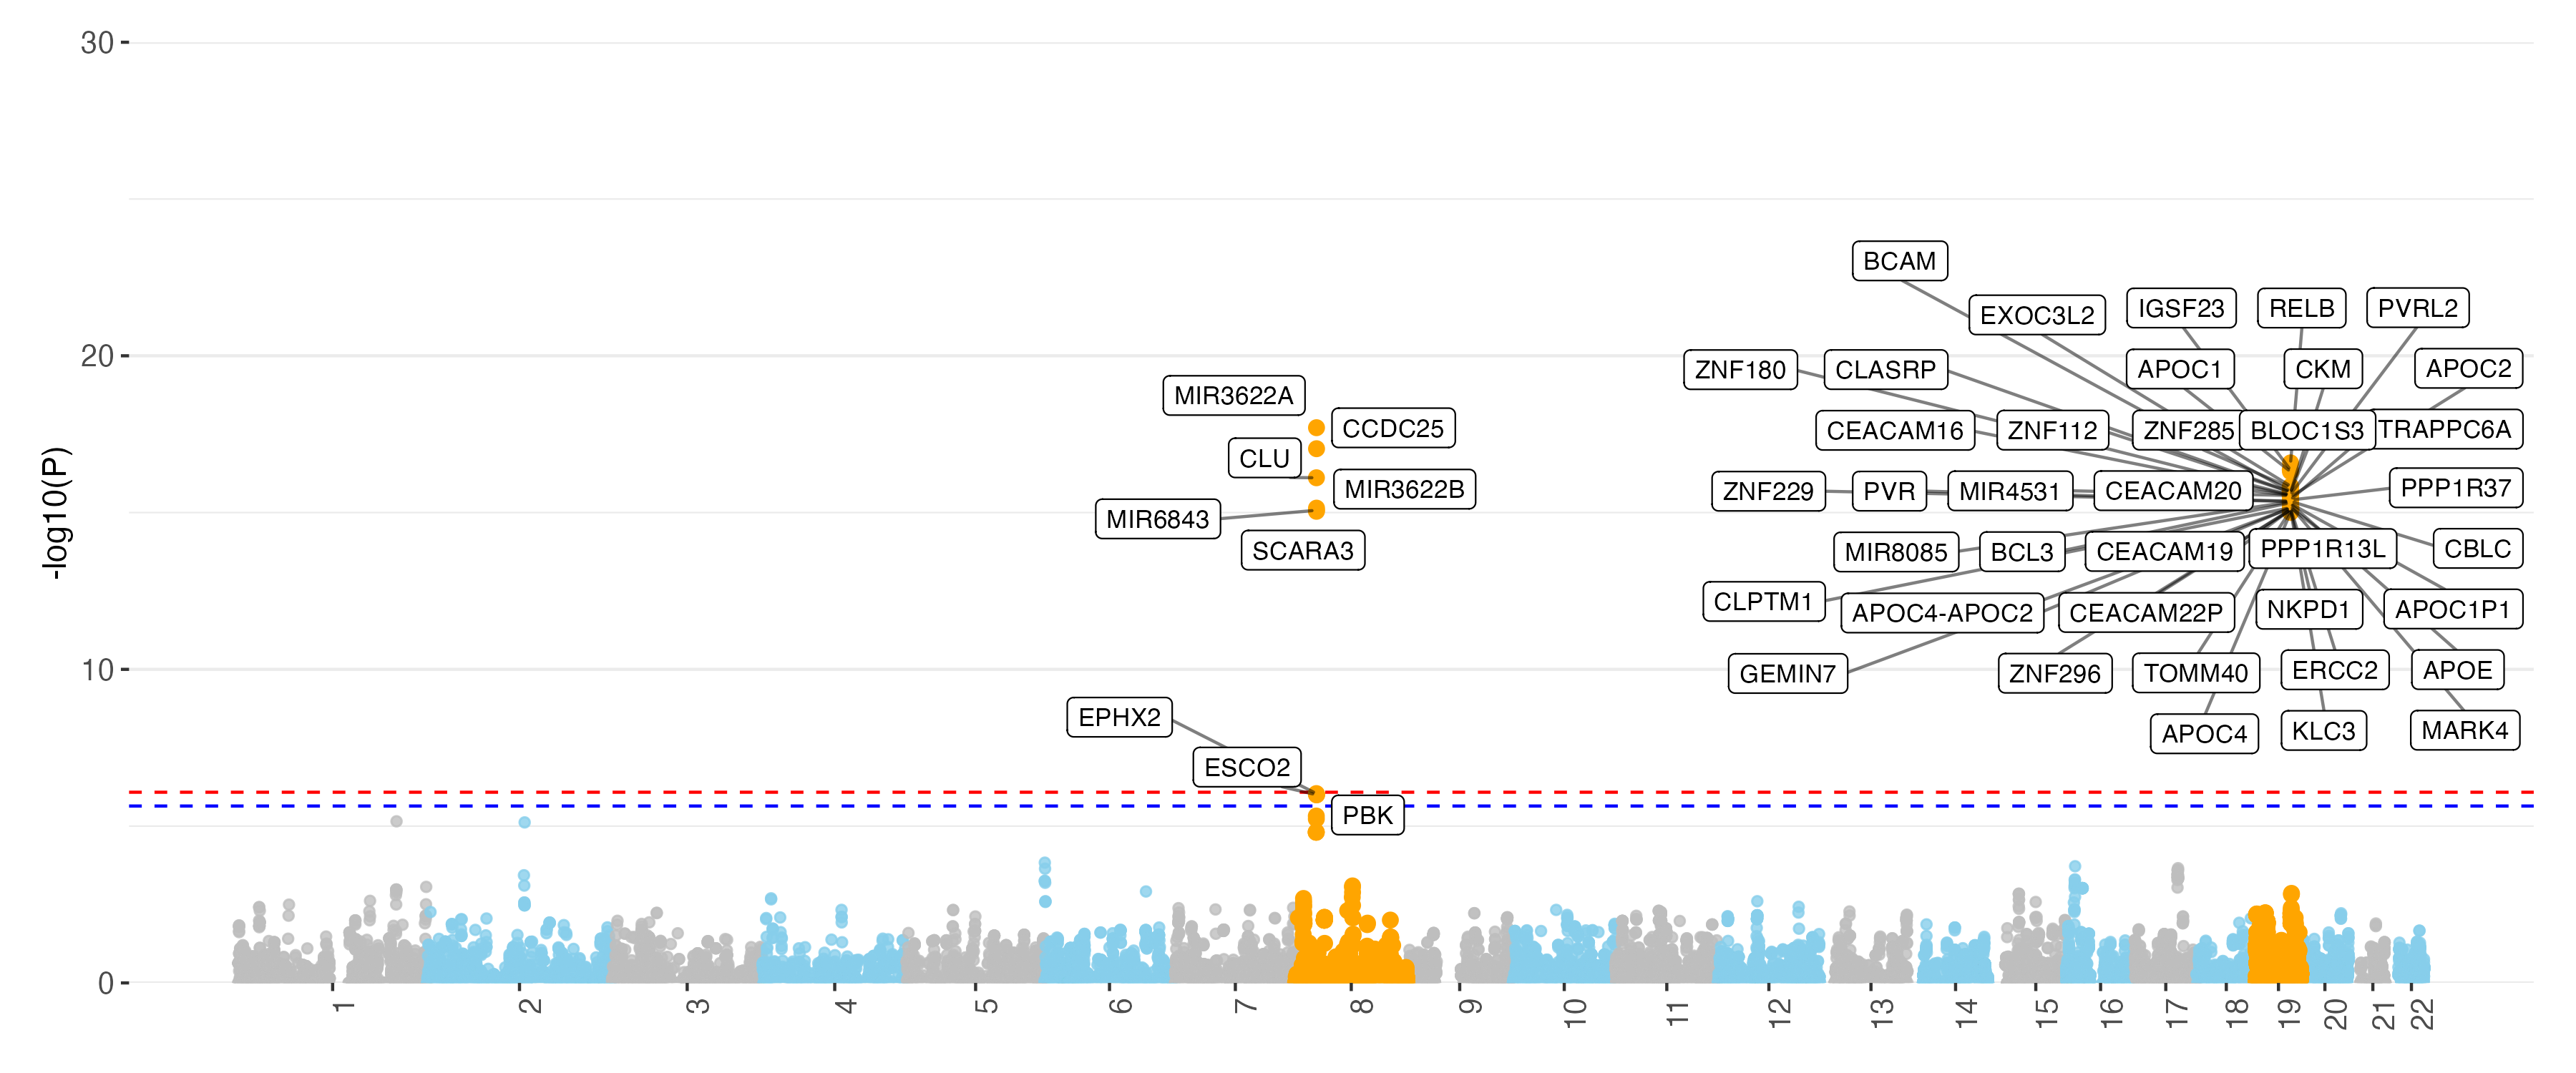 30
20
10
0
-log10(P)
BCAM
EXOC3L2
IGSF23
RELB
PVRL2
ZNF180
CLASRP
APOC1
CKM
APOC2
MIR3622A
CCDC25
CEACAM16
ZNF112
ZNF285
BLOC1S3
TRAPPC6A
CLU
MIR3622B
ZNF229
PVR
MIR4531
CEACAM20
PPP1R37
MIR6843
SCARA3
MIR8085
BCL3
CEACAM19
PPP1R13L
CBLC
CLPTM1
APOC4-APOC2
CEACAM22P
NKPD1
APOC1P1
GEMIN7
ZNF296
TOMM40
ERCC2
APOE
EPHX2
APOC4
KLC3
MARK4
ESCO2
PBK
1
2
3
4
5
6
7
8
9
10
11
12
13
14
15
16
17
18
19
20
21
22